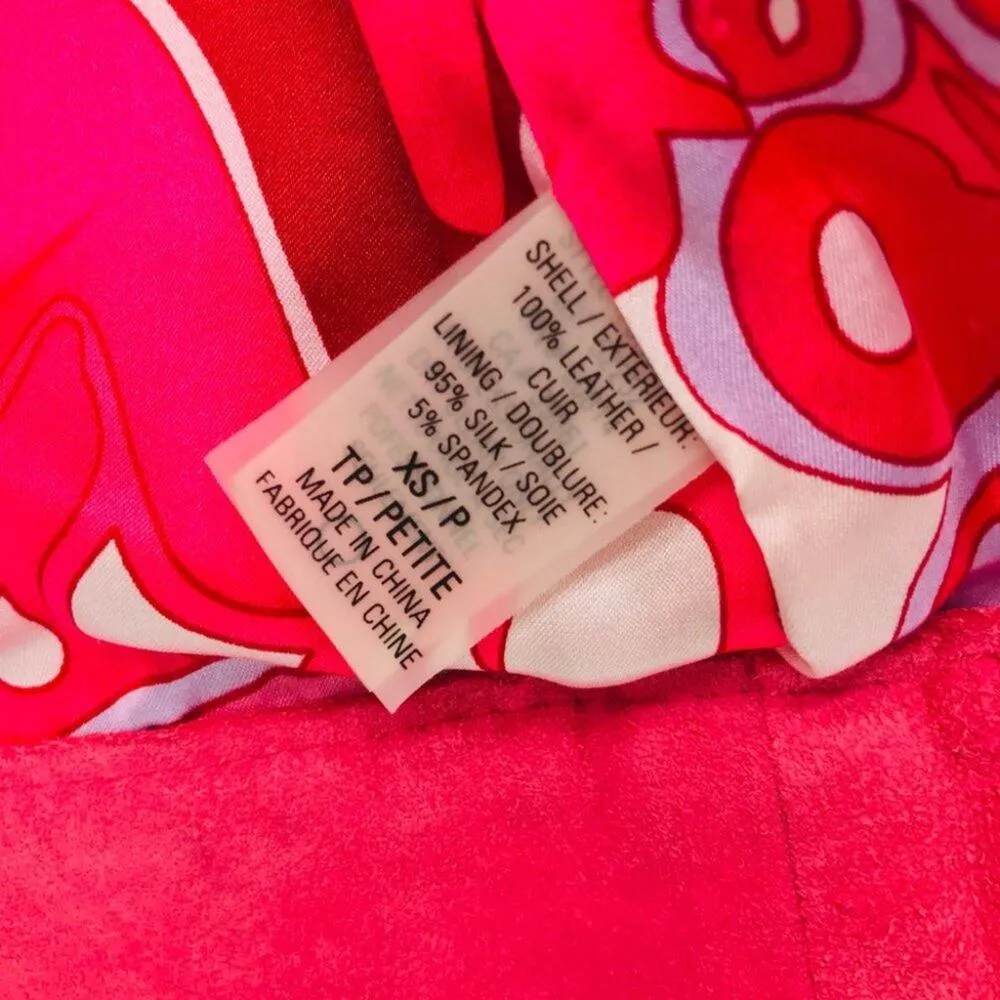 SHELL / EXTERIEUR:
100% LEATHER /
CUIR
LINING / DOUBLURE:
95% SILK / SOIE
5% SPANDEX
XS / P
TP / PETITE
MADE IN CHINA
FABRIQUE EN CHINE